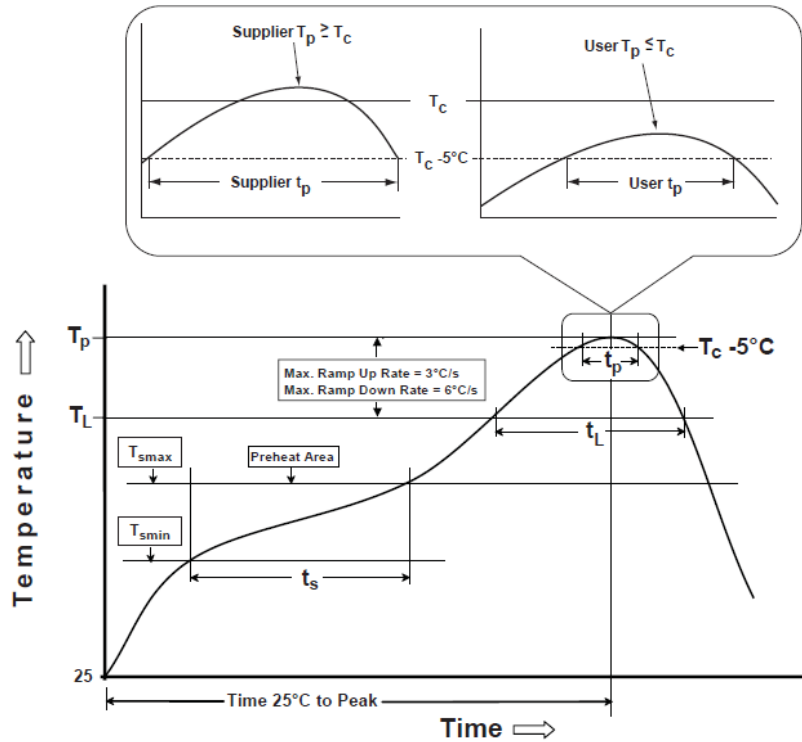 Supplier Tp ≥ Tc
User Tp ≤ Tc
Tc
Tc -5°C
Supplier tp
User tp
Tp
Tc -5°C
tp
Max. Ramp Up Rate = 3°C/s
Max. Ramp Down Rate = 6°C/s
TL
tL
Tsmax
Preheat Area
Tsmin
ts
Temperature
25
Time 25°C to Peak
Time